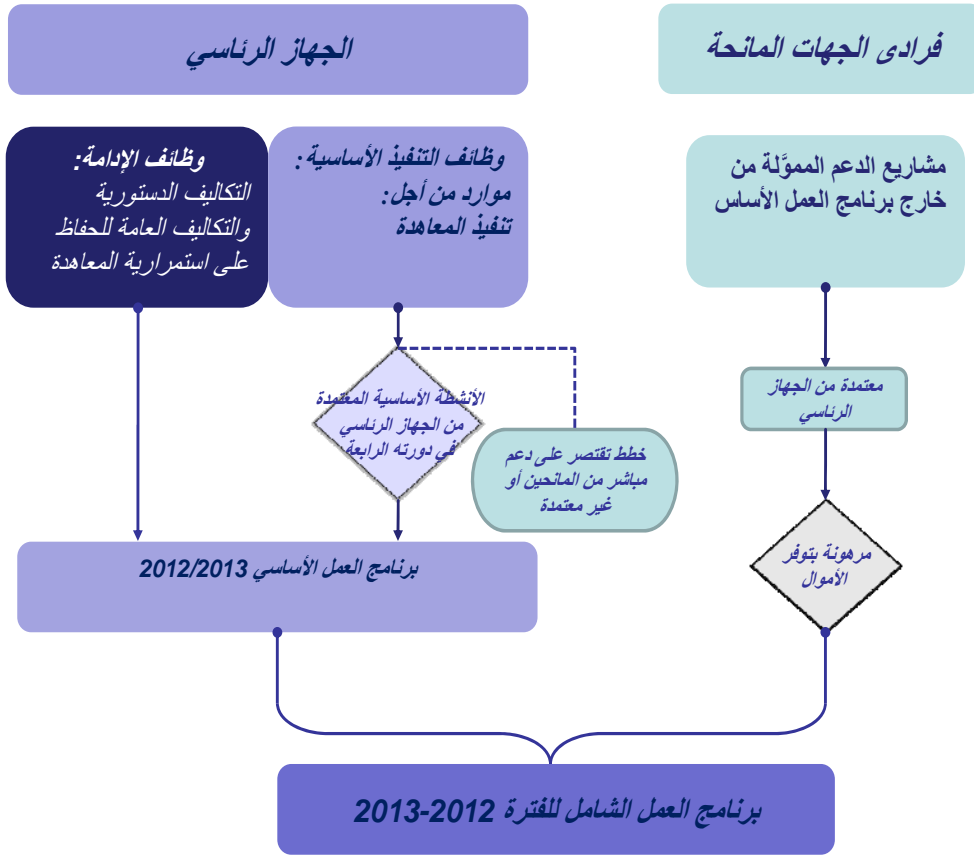 فرادى الجهات المانحة
الجهاز الرئاسي
مشاريع الدعم المموَّلة من
خارج برنامج العمل الأساس
وظائف التنفيذ الأساسية:
موارد من أجل:
تنفيذ المعاهدة
وظائف الإدامة:
التكاليف الدستورية
والتكاليف العامة للحفاظ
على استمرارية المعاهدة
معتمدة من الجهاز
الرئاسي
الأنشطة الأساسية المعتمدة
من الجهاز الرئاسي
في دورته الرابعة
خطط تقتصر على دعم
مباشر من المانحين أو
غير معتمدة
مرهونة بتوفر
الأموال
برنامج العمل الأساسي 2012/2013
برنامج العمل الشامل للفترة 2012-2013